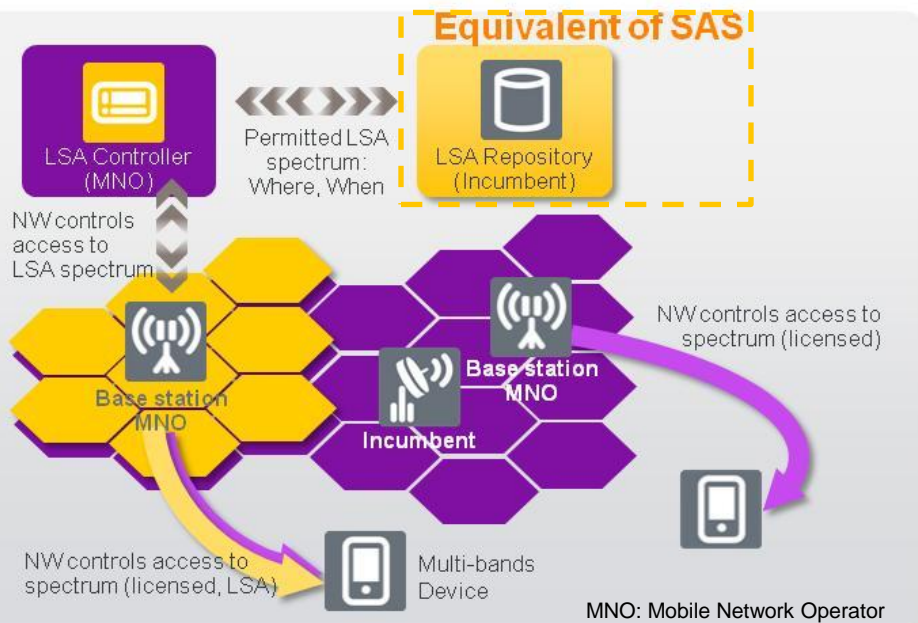 Equivalent of SAS
LSA Controller
(MNO)
Permitted LSA
spectrum:
Where, When
LSA Repository
(Incumbent)
NW controls
access to
LSA spectrum
Base station
MNO
Incumbent
Base station
MNO
NW controls access to
spectrum (licensed)
NW controls access to
spectrum (licensed, LSA)
Multi-bands
Device
MNO: Mobile Network Operator